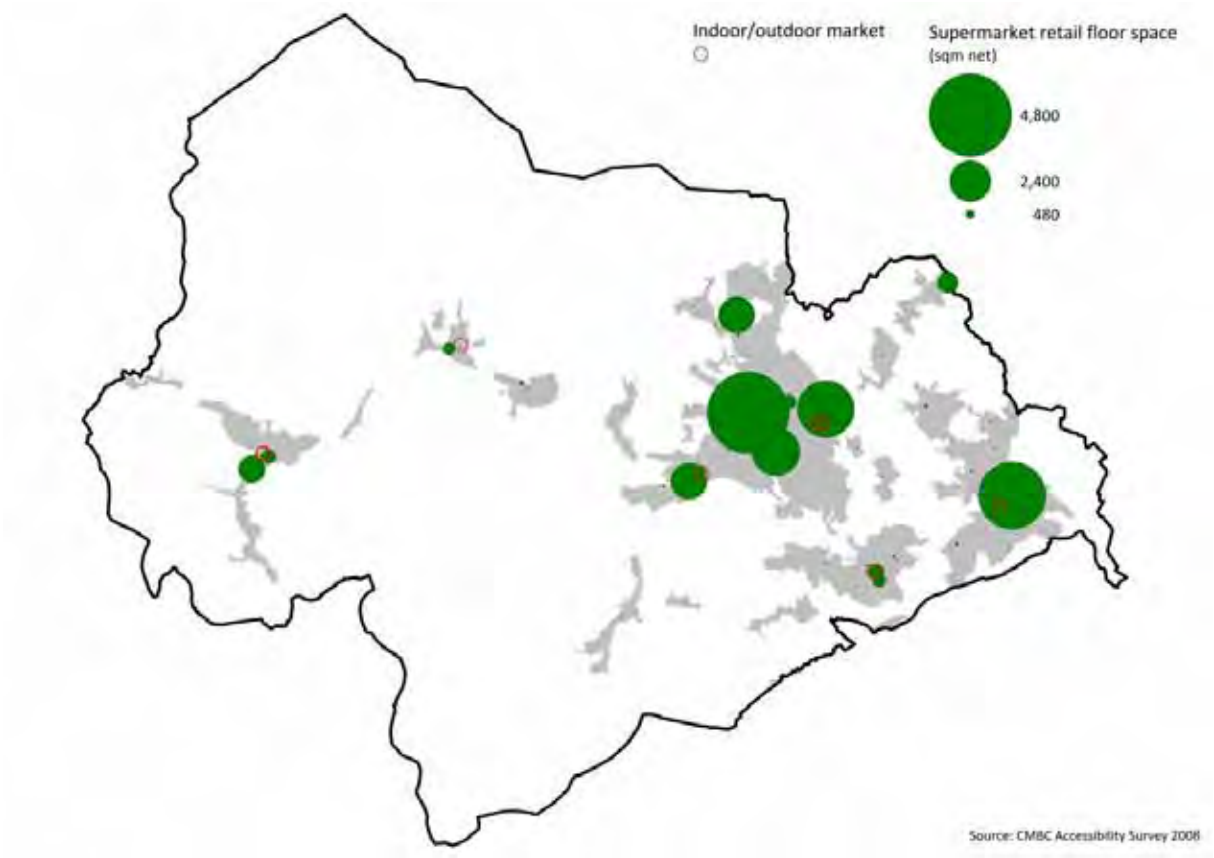 Indoor/outdoor market
Supermarket retail floor space
(sqm net)
4,800
2,400
480
Source: CMBC Accessibility Survey 2008